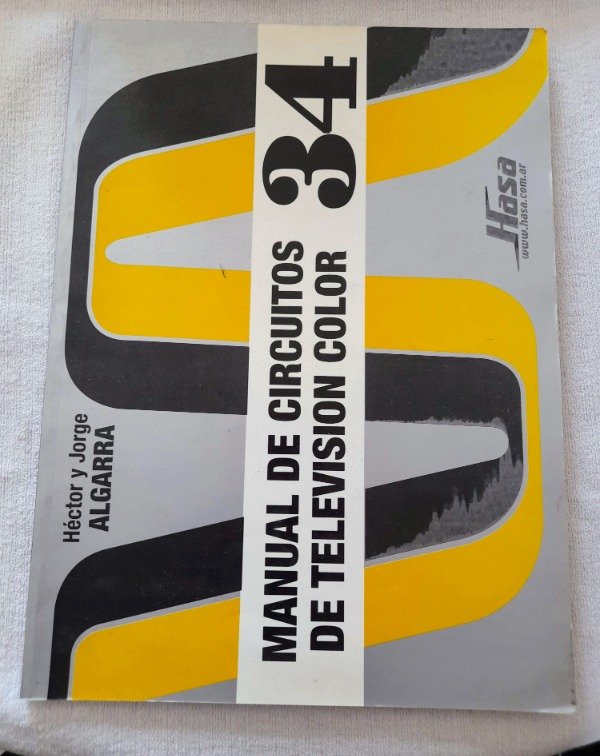 Héctor y Jorge
ALGARRA
MANUAL DE CIRCUITOS
DE TELEVISION COLOR
34
Hasa
www.hasa.com.ar